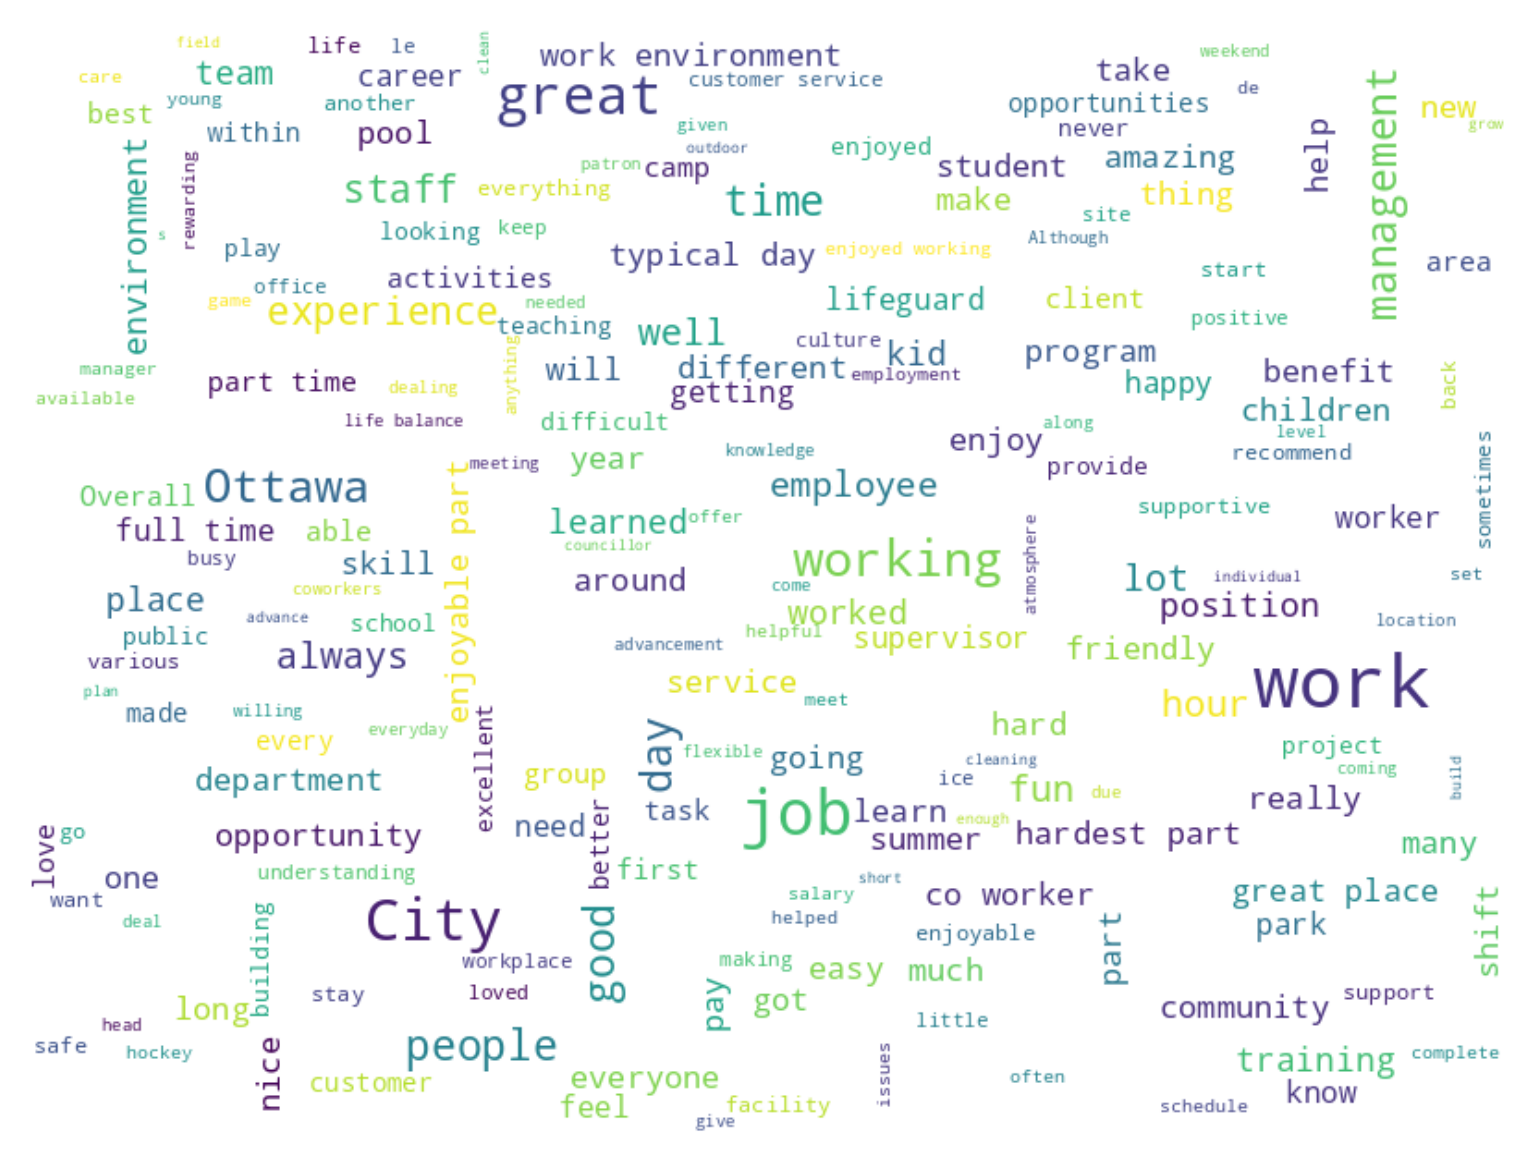 field
life
le
clean
work environment
weekend
care
team
career
great
customer service
take
de
management
best
young
another
opportunities
new
within
pool
given
never
help
grow
environment
rewarding
outdoor
enjoyed
amazing
patron
camp
student
staff
everything
time
make
thing
s
looking
keep
site
play
typical day
enjoyed working
Although
area
activities
start
office
game
experience
needed
lifeguard
client
teaching
well
positive
culture
kid
different
program
manager
part time
dealing
anything
will
getting
employment
happy
benefit
back
available
children
life balance
difficult
along
level
enjoy
recommend
sometimes
meeting
year
knowledge
provide
Overall
Ottawa
enjoyable part
employee
full time
able
learned
offer
supportive
worker
busy
skill
councillor
working
atmosphere
coworkers
around
come
lot
individual
set
place
advance
worked
position
public
school
helpful
supervisor
location
various
always
advancement
friendly
plan
service
meet
work
made
willing
hour
every
everyday
excellent
day
flexible
going
hard
project
coming
department
group
cleaning
ice
fun
due
build
love
go
opportunity
need
better
task
job
learn
enough
summer
hardest part
really
many
one
understanding
first
short
want
salary
co worker
great place
deal
building
City
good
helped
enjoyable
part
park
shift
workplace
making
easy
much
long
stay
loved
pay
got
community
support
head
little
safe
hockey
nice
people
training
complete
customer
everyone
issues
often
know
feel
facility
give
schedule